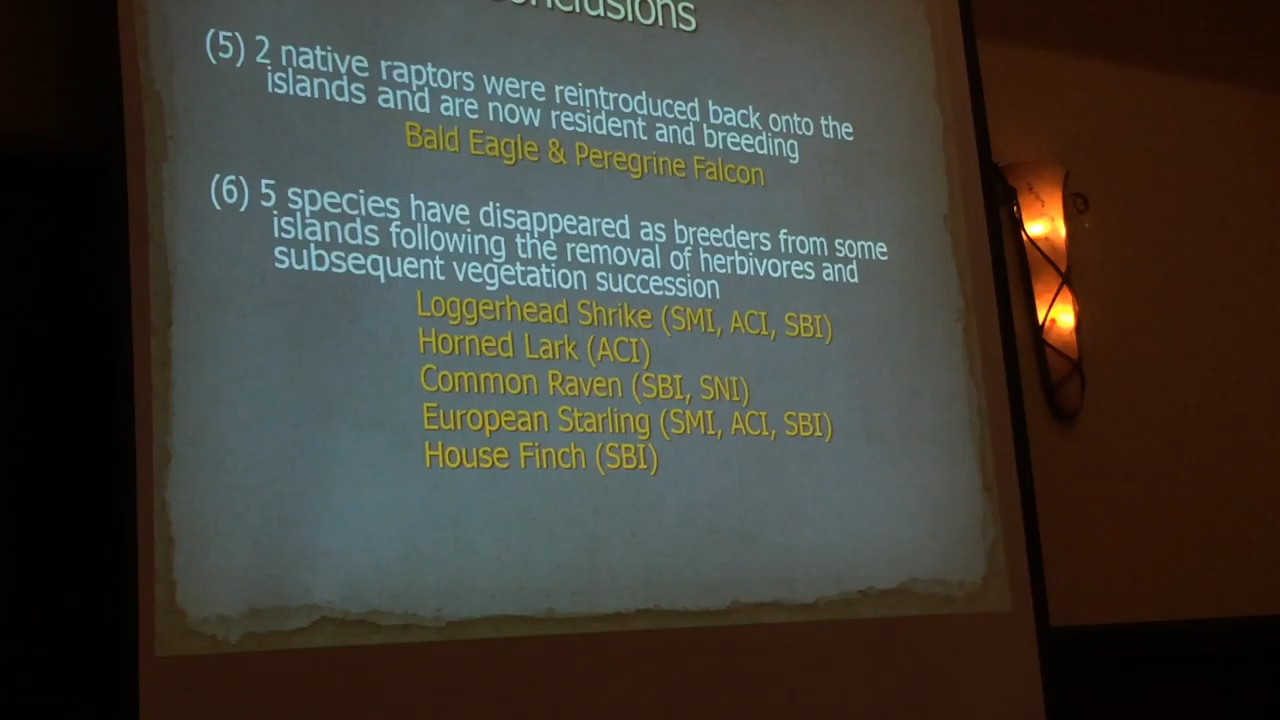 (5) 2 native raptors were reintroduced back onto the
islands and are now resident and breeding
Bald Eagle & Peregrine Falcon
(6) 5 species have disappeared as breeders from some
islands following the removal of herbivores and
subsequent vegetation succession
Loggerhead Shrike (SMI, ACI, SBI)
Horned Lark (ACI)
Common Raven (SBI, SNI)
European Starling (SMI, ACI, SBI)
House Finch (SBI)